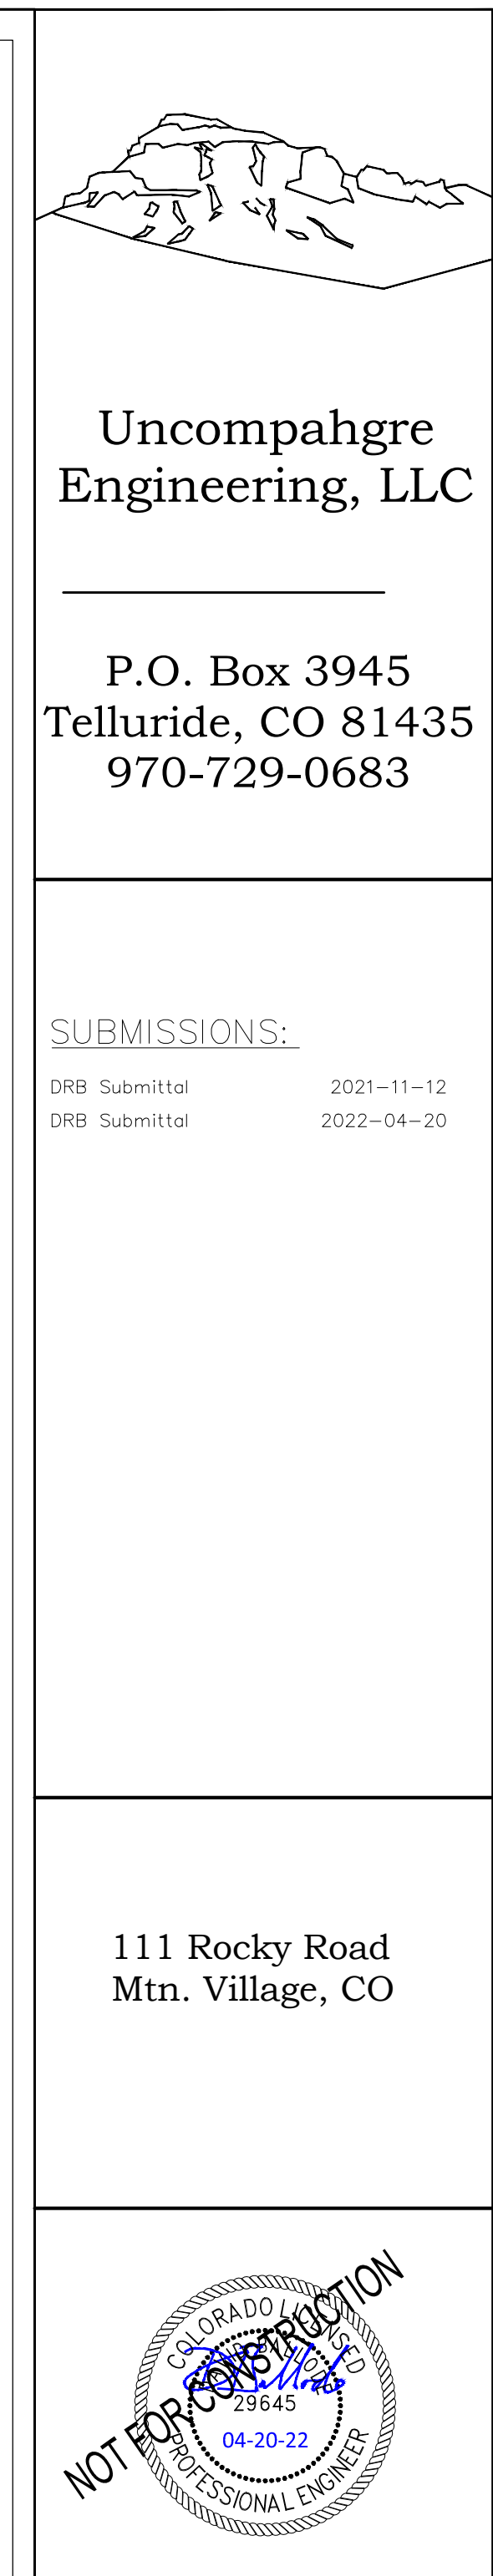 Uncompahgre
Engineering, LLC
P.O. Box 3945
Telluride, CO 81435
970-729-0683
SUBMISSIONS:
DRB Submittal 2021-11-12
DRB Submittal 2022-04-20
111 Rocky Road
Mtn. Village, CO
NOT FOR CONSTRUCTION
COLORADO LICENSED
29645
04-20-22
PROFESSIONAL ENGINEER